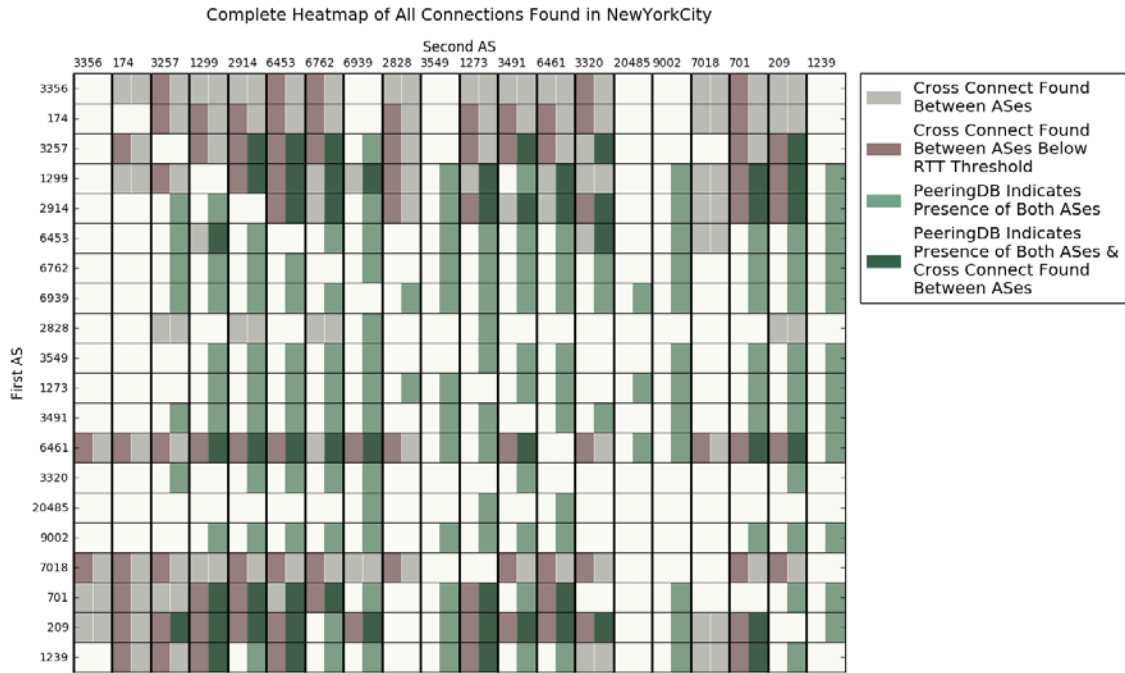 Complete Heatmap of All Connections Found in NewYorkCity
Second AS
3356 174 3257 1299 2914 6453 6762 6939 2828 3549 1273 3491 6461 3320 20485 9002 7018 701 209 1239
First AS
3356
174
3257
1299
2914
6453
6762
6939
2828
3549
1273
3491
6461
3320
20485
9002
7018
701
209
1239
Cross Connect Found
Between ASes
Cross Connect Found
Between ASes Below
RTT Threshold
PeeringDB Indicates
Presence of Both ASes
PeeringDB Indicates
Presence of Both ASes &
Cross Connect Found
Between ASes